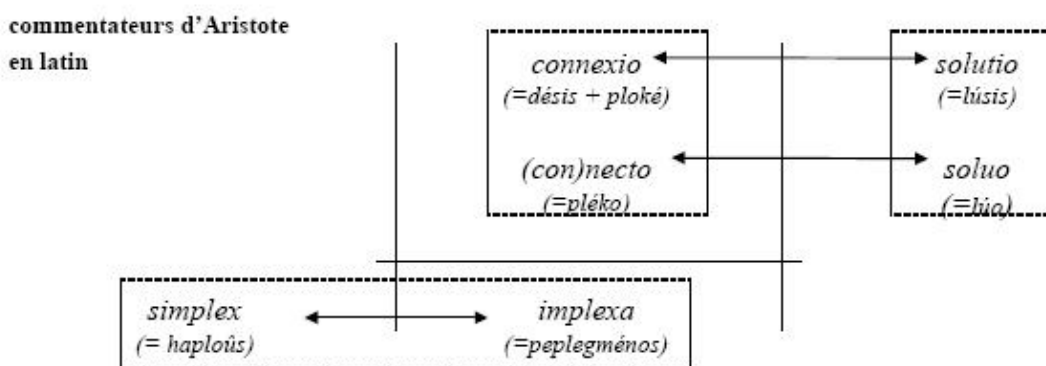 commentateurs d'Aristote
en latin
connexio
(=désis + ploké)
solutio
(=lúsis)
(con)necto
(=pléko)
soluo
(=lúo)
simplex
(= haploûs)
implexa
(=peplegménos)